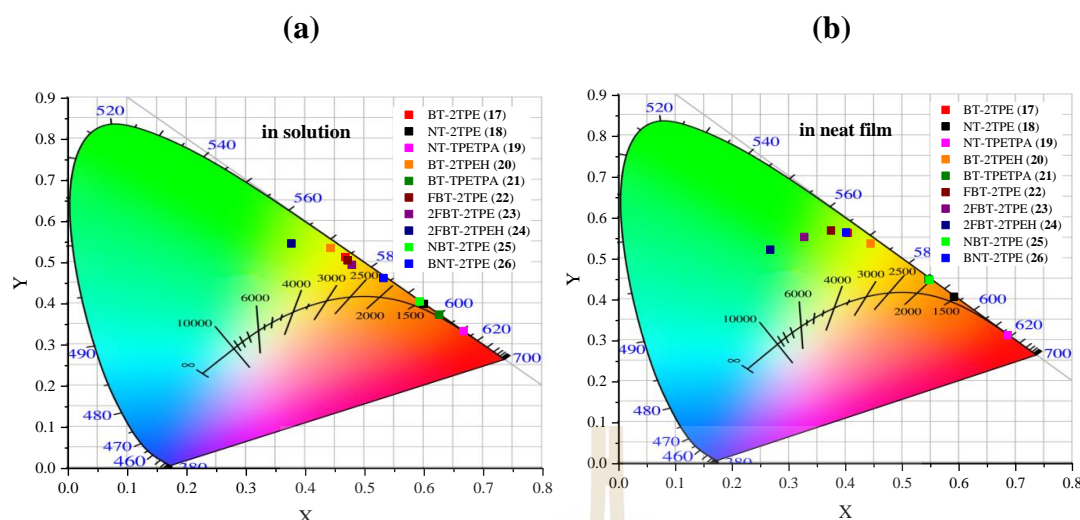 (a)
(b)
in solution
BT-2TPE (17)
NT-2TPE (18)
NT-TPETPA (19)
BT-2TPEH (20)
BT-TPETPA (21)
FBT-2TPE (22)
2FBT-2TPE (23)
2FBT-2TPEH (24)
NBT-2TPE (25)
BNT-2TPE (26)
0.9
0.8
0.7
0.6
0.5
0.4
0.3
0.2
0.1
0.0
Y
520
540
560
600
620
700
490
480
470
460
∞
10000
6000
4000
3000
2500
2000
1500
0.0
0.1
0.2
0.3
0.4
0.5
0.6
0.7
0.8
X
in neat film
BT-2TPE (17)
NT-2TPE (18)
NT-TPETPA (19)
BT-2TPEH (20)
BT-TPETPA (21)
FBT-2TPE (22)
2FBT-2TPE (23)
2FBT-2TPEH (24)
NBT-2TPE (25)
BNT-2TPE (26)
0.9
0.8
0.7
0.6
0.5
0.4
0.3
0.2
0.1
0.0
Y
520
540
560
600
620
700
490
480
470
460
∞
10000
6000
4000
3000
2500
2000
1500
0.0
0.1
0.2
0.3
0.4
0.5
0.6
0.7
0.8
X